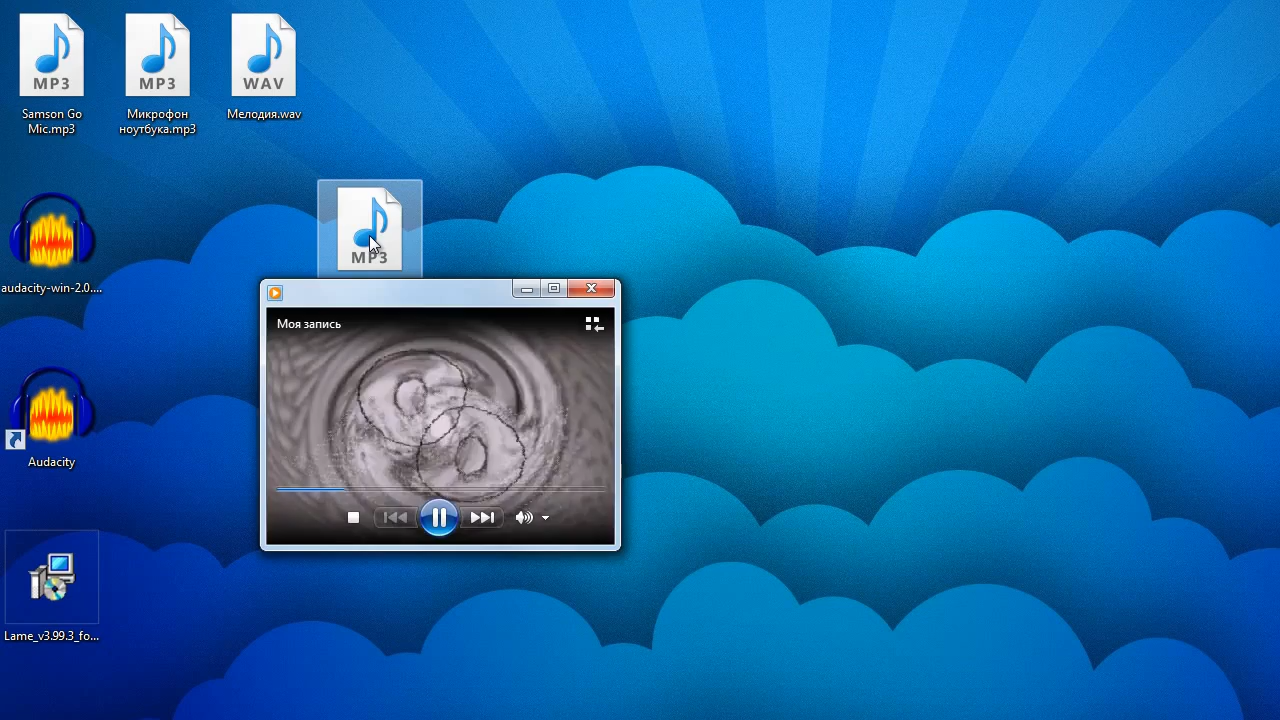 MP3
MP3
WAV
Samson Go
Mic.mp3
Микрофон
ноутбука.mp3
Мелодия.wav
MP3
audacity-win-2.0....
Моя запись
Audacity
Lame_v3.99.3_fo...